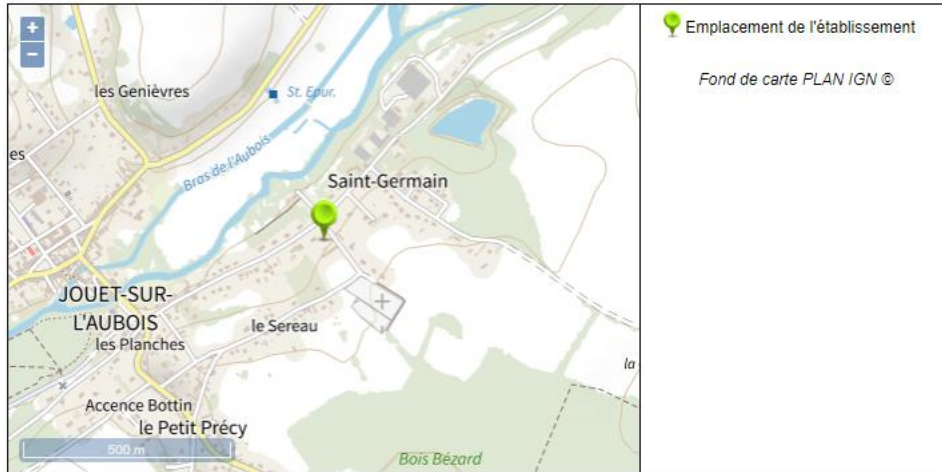 +
−
les Genièvres
St. Epur.
es
Bras de l'Aubois
Saint-Germain
JOUET-SUR-
L'AUBOIS
les Planches
le Sereau
la
Accence Bottin
le Petit Précy
500 m
Bois Bézard
Emplacement de l'établissement
Fond de carte PLAN IGN ©